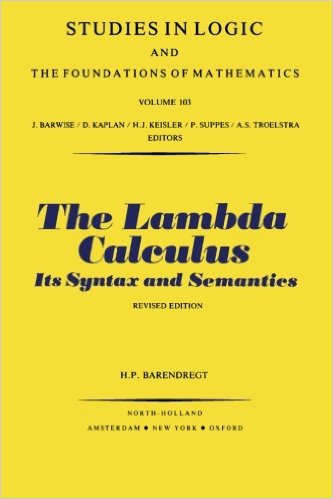 STUDIES IN LOGIC
AND
THE FOUNDATIONS OF MATHEMATICS
VOLUME 103
J. BARWISE / D. KAPLAN / H.J. KEISLER / P. SUPPES / A.S. TROELSTRA
EDITORS
The Lambda
Calculus
Its Syntax and Semantics
REVISED EDITION
H.P. BARENDREGT
NORTH-HOLLAND
AMSTERDAM ● NEW YORK ● OXFORD